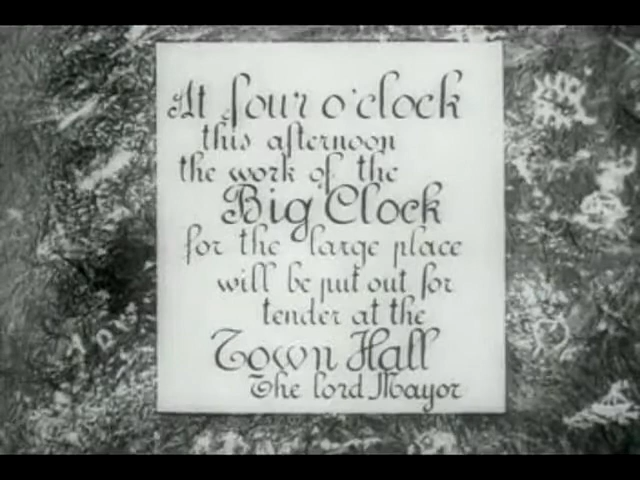 At four o'clock
this afternoon
the work of the
Big Clock
for the large place
will be put out for
tender at the
Town Hall
The lord Mayor